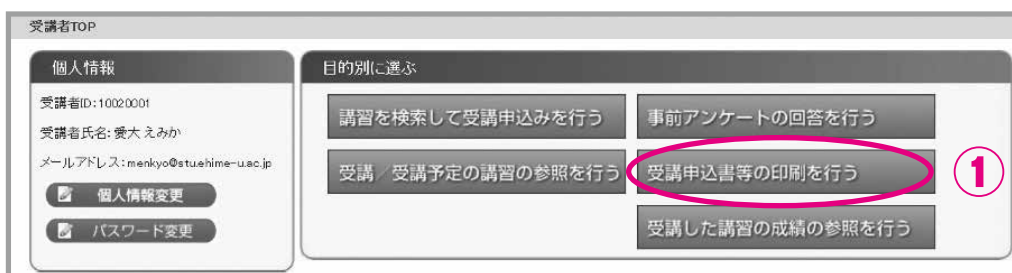 受講者TOP
個人情報
受講者ID:10020001
受講者氏名:愛大 えみか
メールアドレス:menkyo@stu.ehime-u.ac.jp
個人情報変更
パスワード変更
目的別に選ぶ
講習を検索して受講申込みを行う
事前アンケートの回答を行う
受講/受講予定の講習の参照を行う
受講申込書等の印刷を行う
①
受講した講習の成績の参照を行う